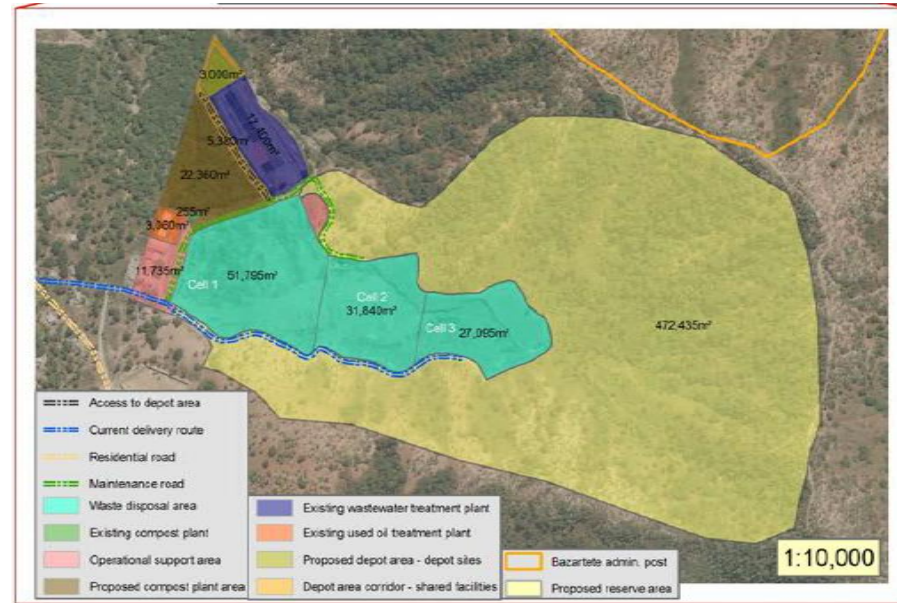 3,000m²
12,400m²
5,380m²
22,360m²
255m²
3,060m²
11,735m²
Cell 1
51,795m²
Cell 2
31,840m²
Cell 3
27,095m²
472,435m²
Access to depot area
Current delivery route
Residential road
Maintenance road
Waste disposal area
Existing compost plant
Operational support area
Proposed compost plant area
Existing wastewater treatment plant
Existing used oil treatment plant
Proposed depot area - depot sites
Depot area corridor - shared facilities
Bazartete admin. post
Proposed reserve area
1:10,000